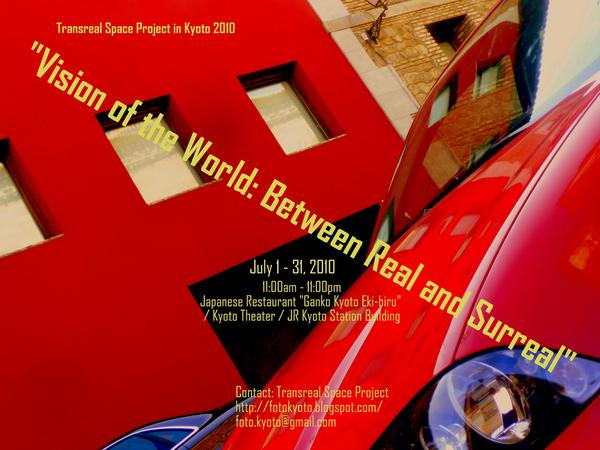 Transreal Space Project in Kyoto 2010
"Vision of the World: Between Real and Surreal"
July 1 - 31, 2010
11:00am - 11:00pm
Japanese Restaurant "Ganko Kyoto Eki-biru"
/ Kyoto Theater / JR Kyoto Station Building
Contact: Transreal Space Project
http://fotokyoto.blogspot.com/
foto.kyoto@gmail.com